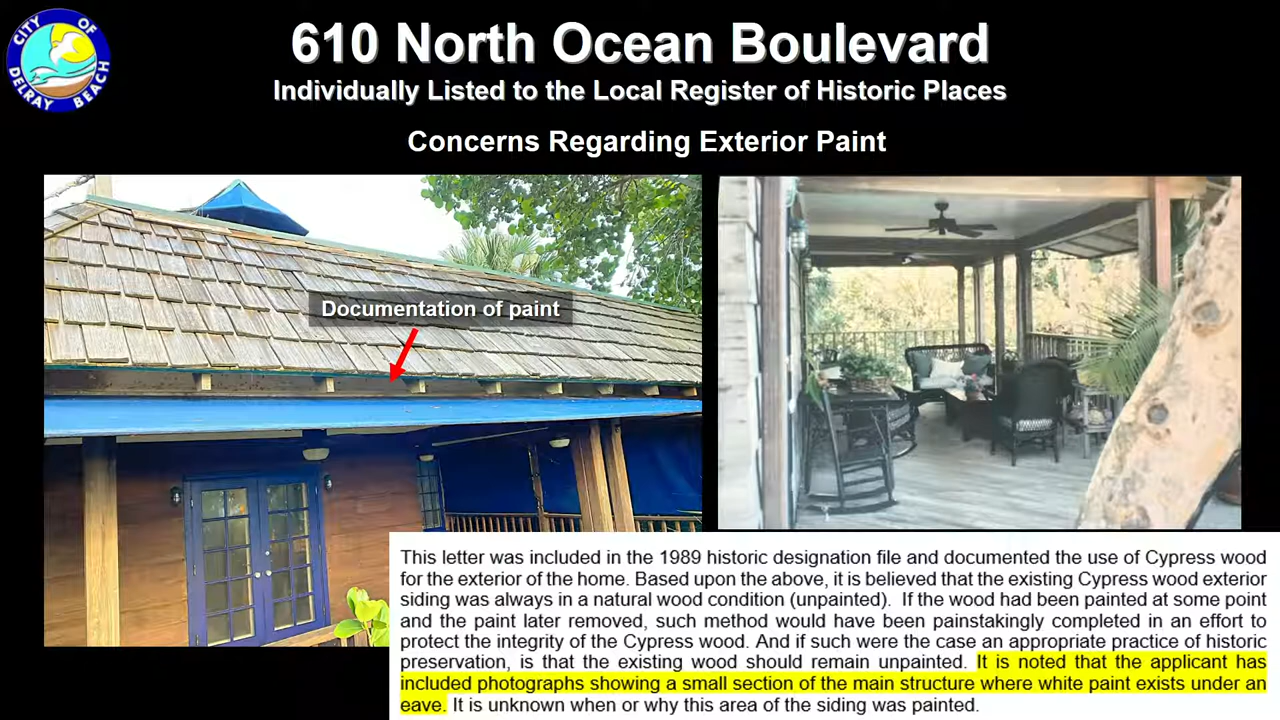 CITY OF
DELRAY BEACH
610 North Ocean Boulevard
Individually Listed to the Local Register of Historic Places
Concerns Regarding Exterior Paint
Documentation of paint
This letter was included in the 1989 historic designation file and documented the use of Cypress wood
for the exterior of the home. Based upon the above, it is believed that the existing Cypress wood exterior
siding was always in a natural wood condition (unpainted). If the wood had been painted at some point
and the paint later removed, such method would have been painstakingly completed in an effort to
protect the integrity of the Cypress wood. And if such were the case an appropriate practice of historic
preservation, is that the existing wood should remain unpainted. It is noted that the applicant has
included photographs showing a small section of the main structure where white paint exists under an
eave. It is unknown when or why this area of the siding was painted.